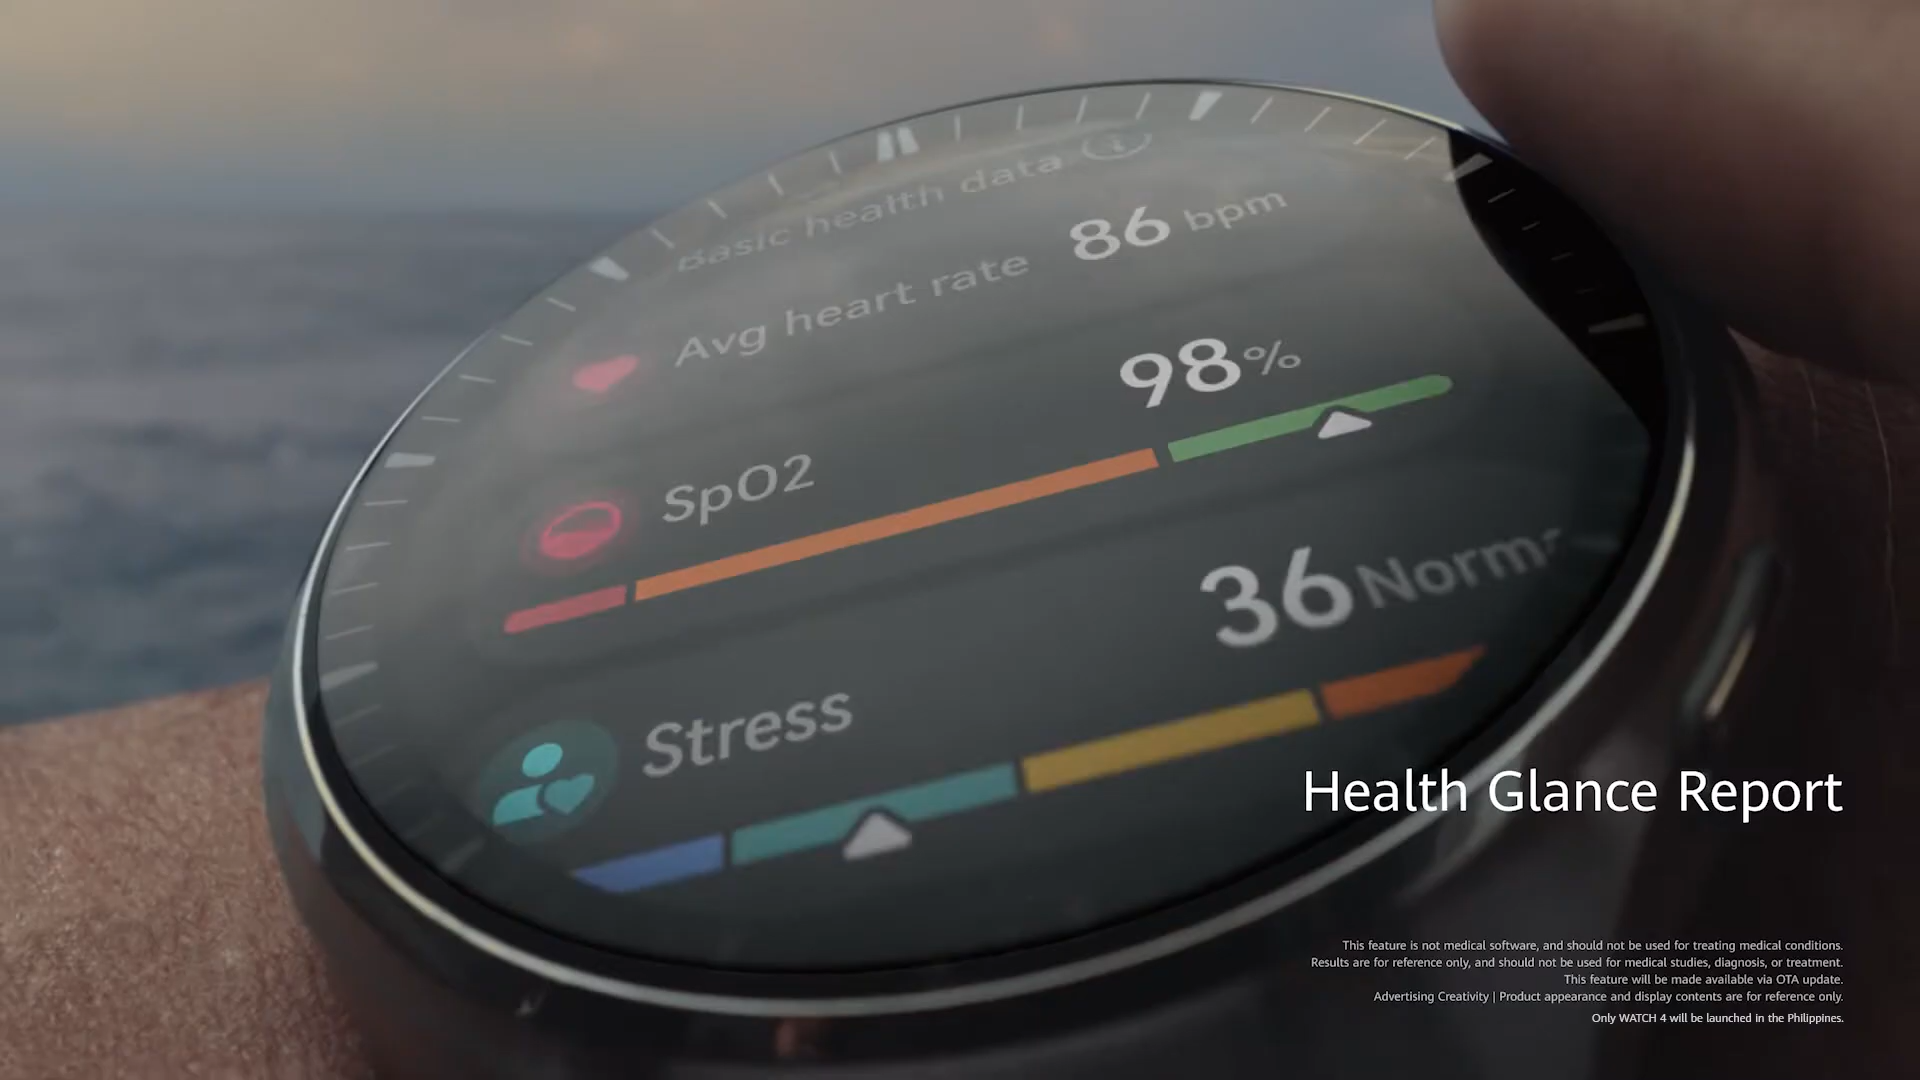 Basic health data
Avg heart rate 86 bpm
98%
SpO2
36
Stress
Health Glance Report
This feature is not medical software, and should not be used for treating medical conditions.
Results are for reference only, and should not be used for medical studies, diagnosis, or treatment.
This feature will be made available via OTA update.
Advertising Creativity | Product appearance and display contents are for reference only.
Only WATCH 4 will be launched in the Philippines.